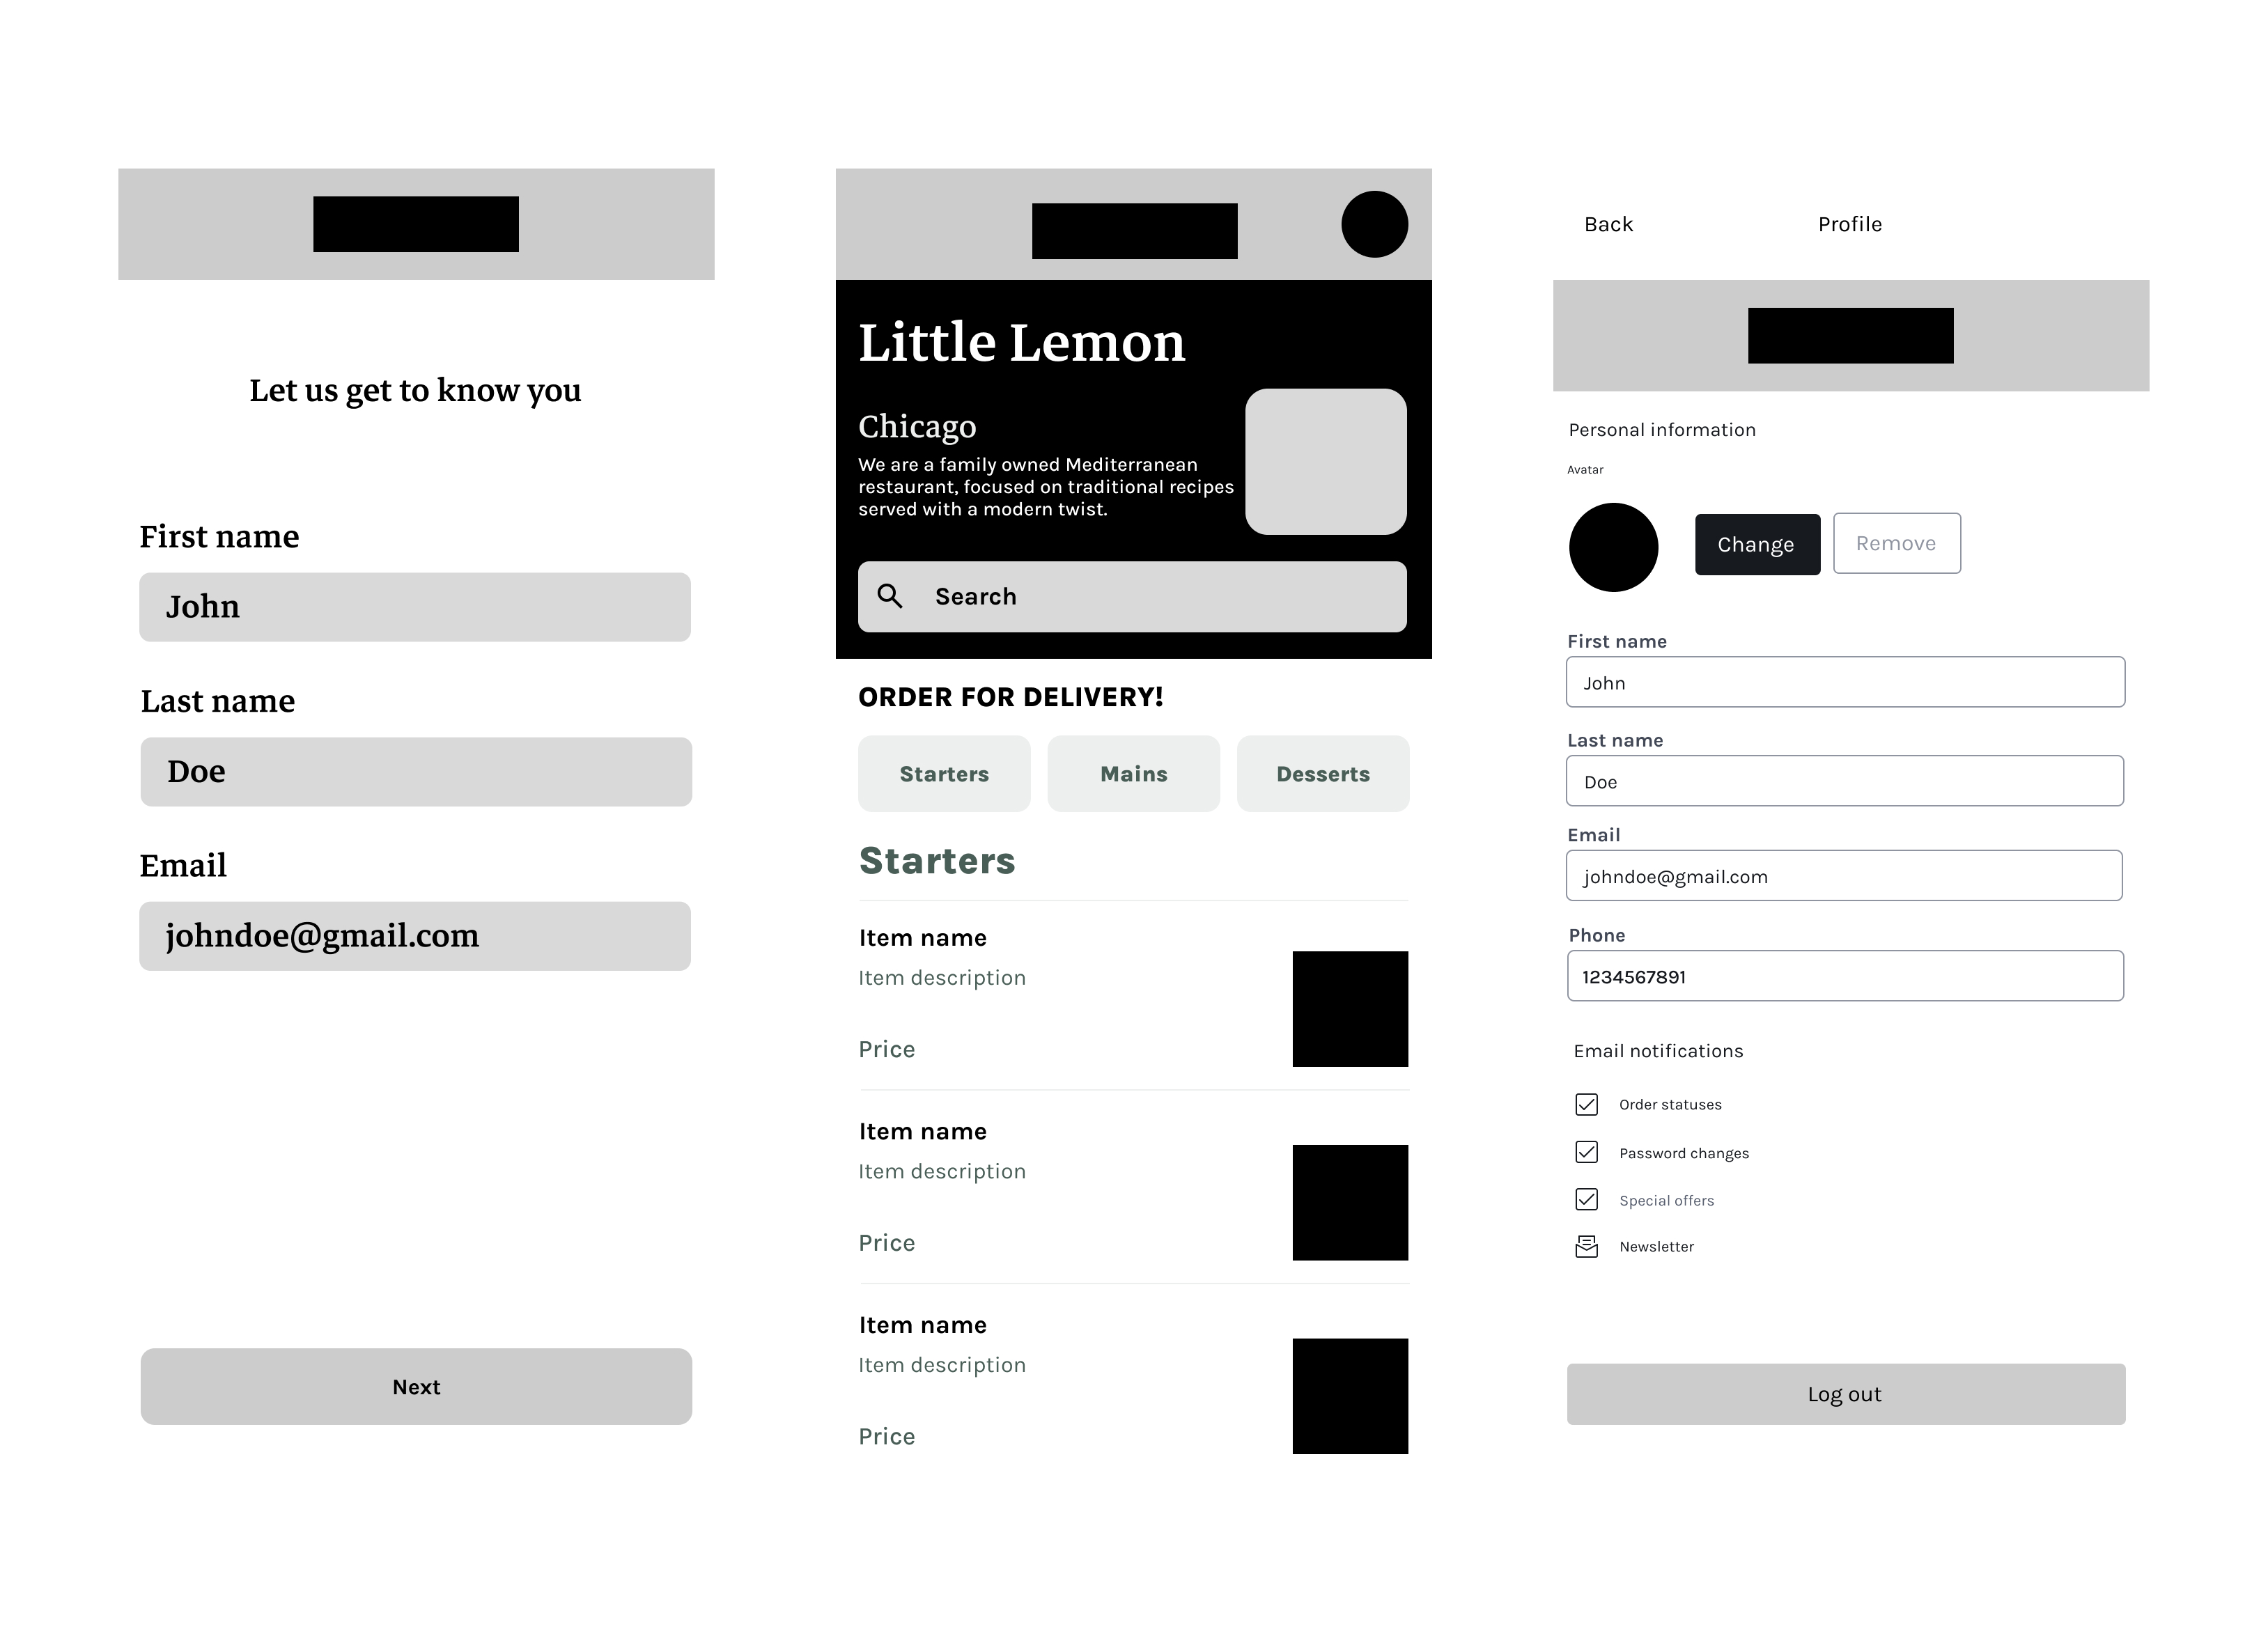 Let us get to know you
First name
John
Last name
Doe
Email
johndoe@gmail.com
Next
Little Lemon
Chicago
We are a family owned Mediterranean
restaurant, focused on traditional recipes
served with a modern twist.
Search
ORDER FOR DELIVERY!
Starters
Mains
Desserts
Starters
Item name
Item description
Price
Item name
Item description
Price
Item name
Item description
Price
Back
Profile
Personal information
Avatar
Change
Remove
First name
John
Last name
Doe
Email
johndoe@gmail.com
Phone
1234567891
Email notifications
Order statuses
Password changes
Special offers
Newsletter
Log out